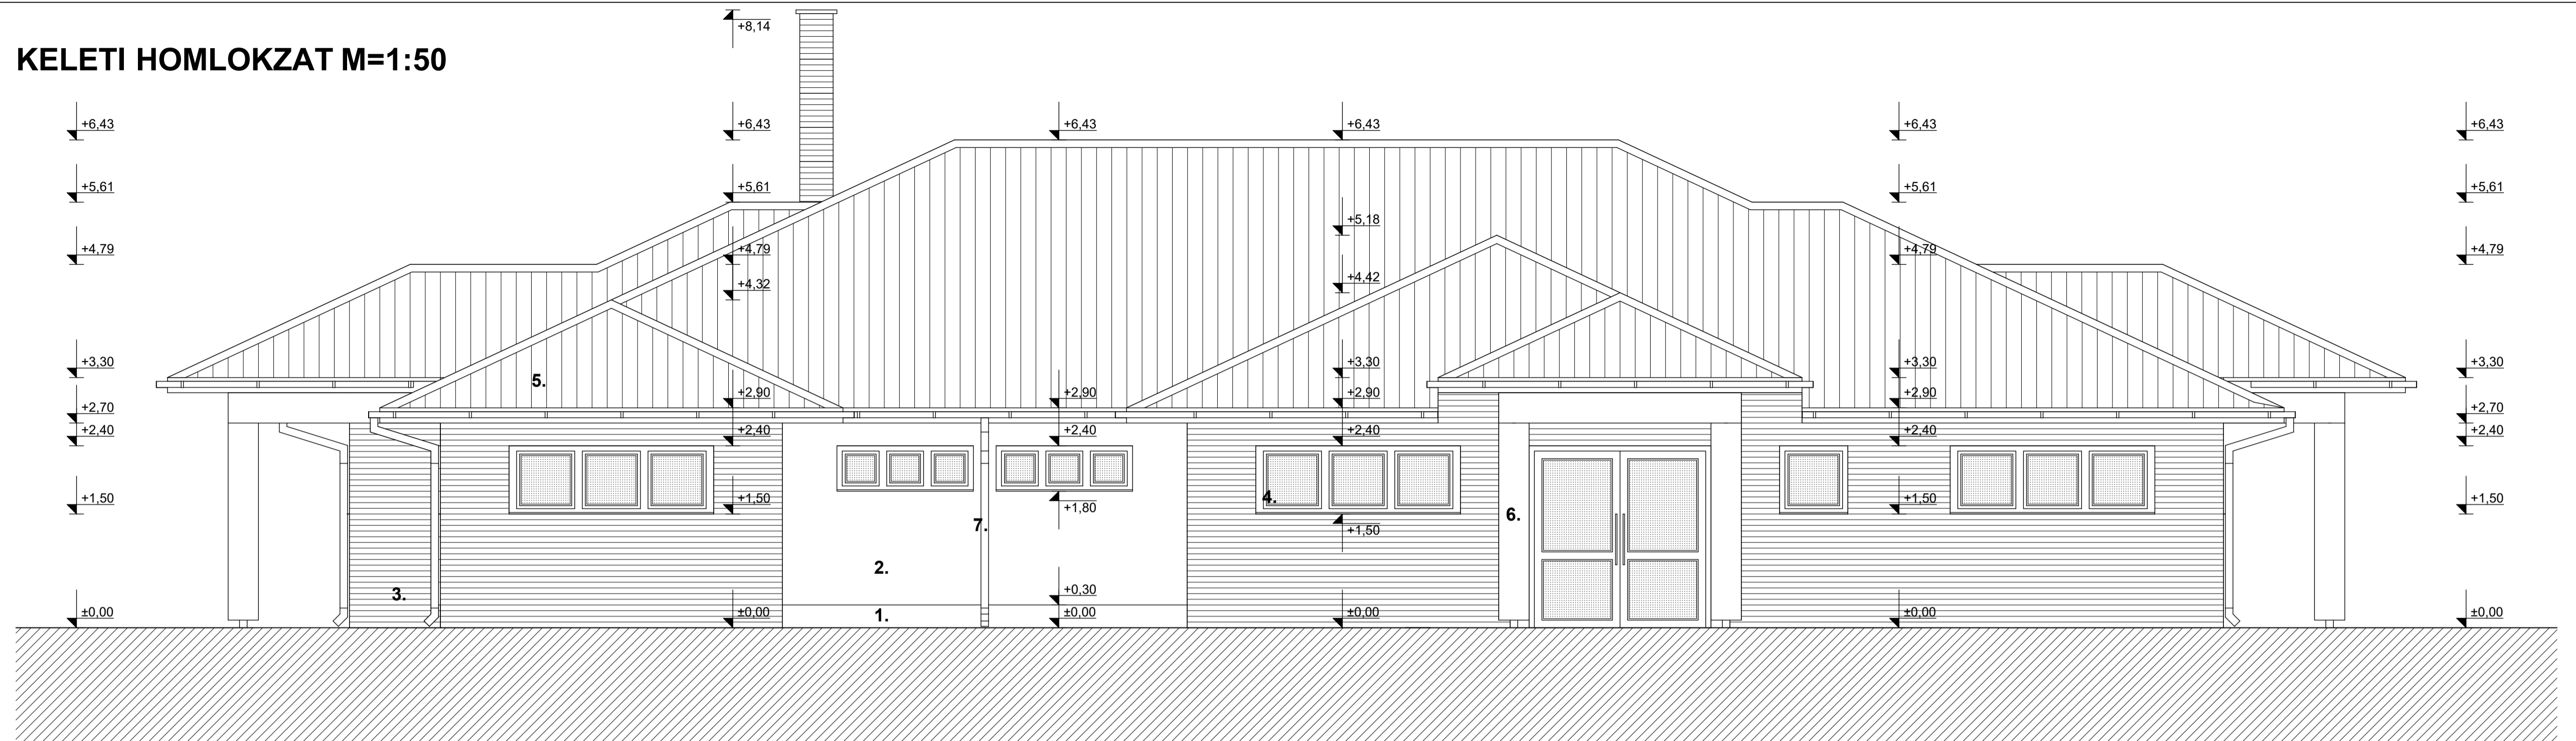 +8,14
KELETI HOMLOKZAT M=1:50
+6,43 +6,43 +6,43 +6,43 +6,43 +6,43
+5,61 +5,61 +5,61 +5,61
+5,18
+4,79 +4,79 +4,79 +4,79
+4,42
+4,32
+3,30 +3,30 +3,30 +3,30
5.
+2,90 +2,90 +2,90 +2,90
+2,70 +2,70
+2,40 +2,40 +2,40 +2,40 +2,40 +2,40
+1,50 +1,50 4. +1,50 +1,50
+1,80
6.
7.
+1,50
2.
+0,30
3.
±0,00 ±0,00 1. ±0,00 ±0,00 ±0,00 ±0,00